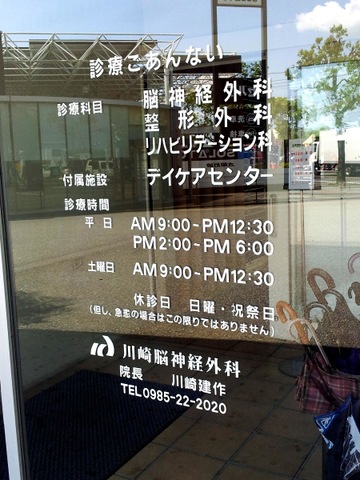 診療ごあんない
診療科目 脳神経外科
整形外科
リハビリテーション科
付属施設 デイケアセンター
診療時間
平日 AM9:00~PM12:30
PM2:00~PM6:00
土曜日 AM9:00~PM12:30
休診日 日曜・祝祭日
(但し、急患の場合はこの限りではありません)
川崎脳神経外科
院長 川崎建作
TEL0985-22-2020